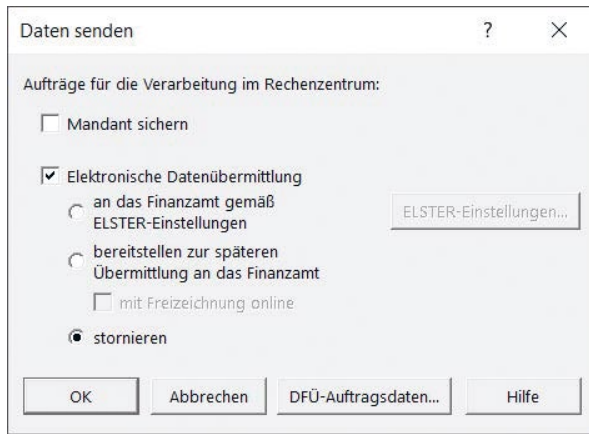 Daten senden
?
Aufträge für die Verarbeitung im Rechenzentrum:
Mandant sichern
Elektronische Datenübermittlung
an das Finanzamt gemäß
ELSTER-Einstellungen
ELSTER-Einstellungen...
bereitstellen zur späteren
Übermittlung an das Finanzamt
mit Freizeichnung online
stornieren
OK
Abbrechen
DFÜ-Auftragsdaten...
Hilfe